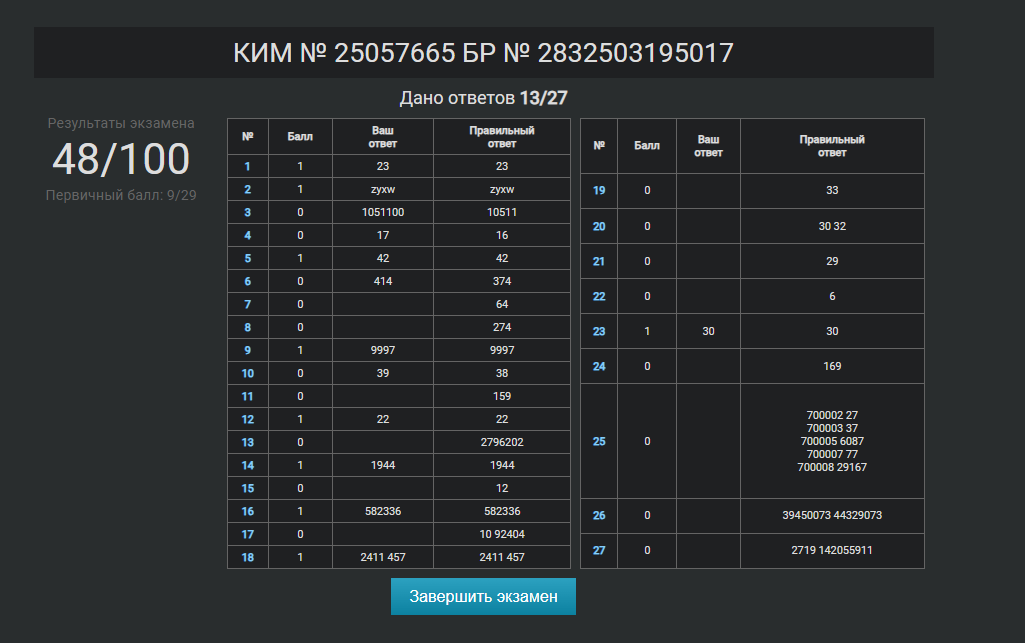 КИМ № 25057665 БР № 2832503195017
Дано ответов 13/27
Результаты экзамена
48/100
Первичный балл: 9/29
№ Балл Ваш ответ Правильный ответ
1 1 23 23
2 1 zyxw zyxw
3 0 1051100 10511
4 0 17 16
5 1 42 42
6 0 414 374
7 0 64
8 0 274
9 1 9997 9997
10 0 39 38
11 0 159
12 1 22 22
13 0 2796202
14 1 1944 1944
15 0 12
16 1 582336 582336
17 0 10 92404
18 1 2411 457 2411 457
№ Балл Ваш ответ Правильный ответ
19 0 33
20 0 30 32
21 0 29
22 0 6
23 1 30 30
24 0 169
25 0
700002 27
700003 37
700005 6087
700007 77
700008 29167
26 0 39450073 44329073
27 0 2719 142055911
Завершить экзамен